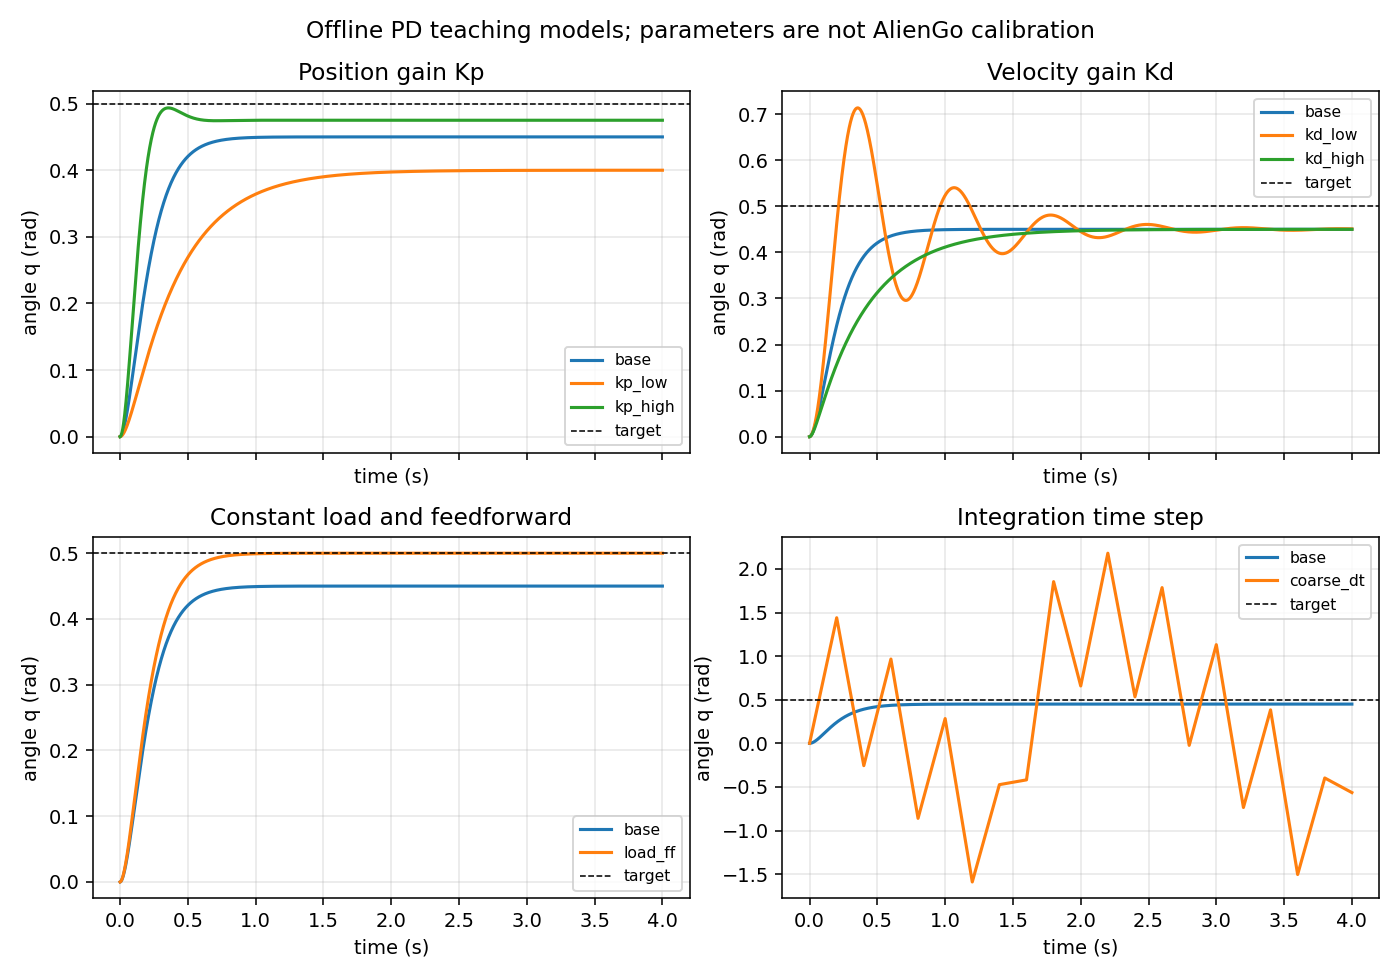 Offline PD teaching models; parameters are not AlienGo calibration
Position gain Kp
angle q (rad)
0.5
0.4
0.3
0.2
0.1
0.0
base
kp_low
kp_high
target
time (s)
Velocity gain Kd
angle q (rad)
0.7
0.6
0.5
0.4
0.3
0.2
0.1
0.0
base
kd_low
kd_high
target
time (s)
Constant load and feedforward
angle q (rad)
0.5
0.4
0.3
0.2
0.1
0.0
base
load_ff
target
0.0 0.5 1.0 1.5 2.0 2.5 3.0 3.5 4.0
time (s)
Integration time step
angle q (rad)
2.0
1.5
1.0
0.5
0.0
−0.5
−1.0
−1.5
base
coarse_dt
target
0.0 0.5 1.0 1.5 2.0 2.5 3.0 3.5 4.0
time (s)